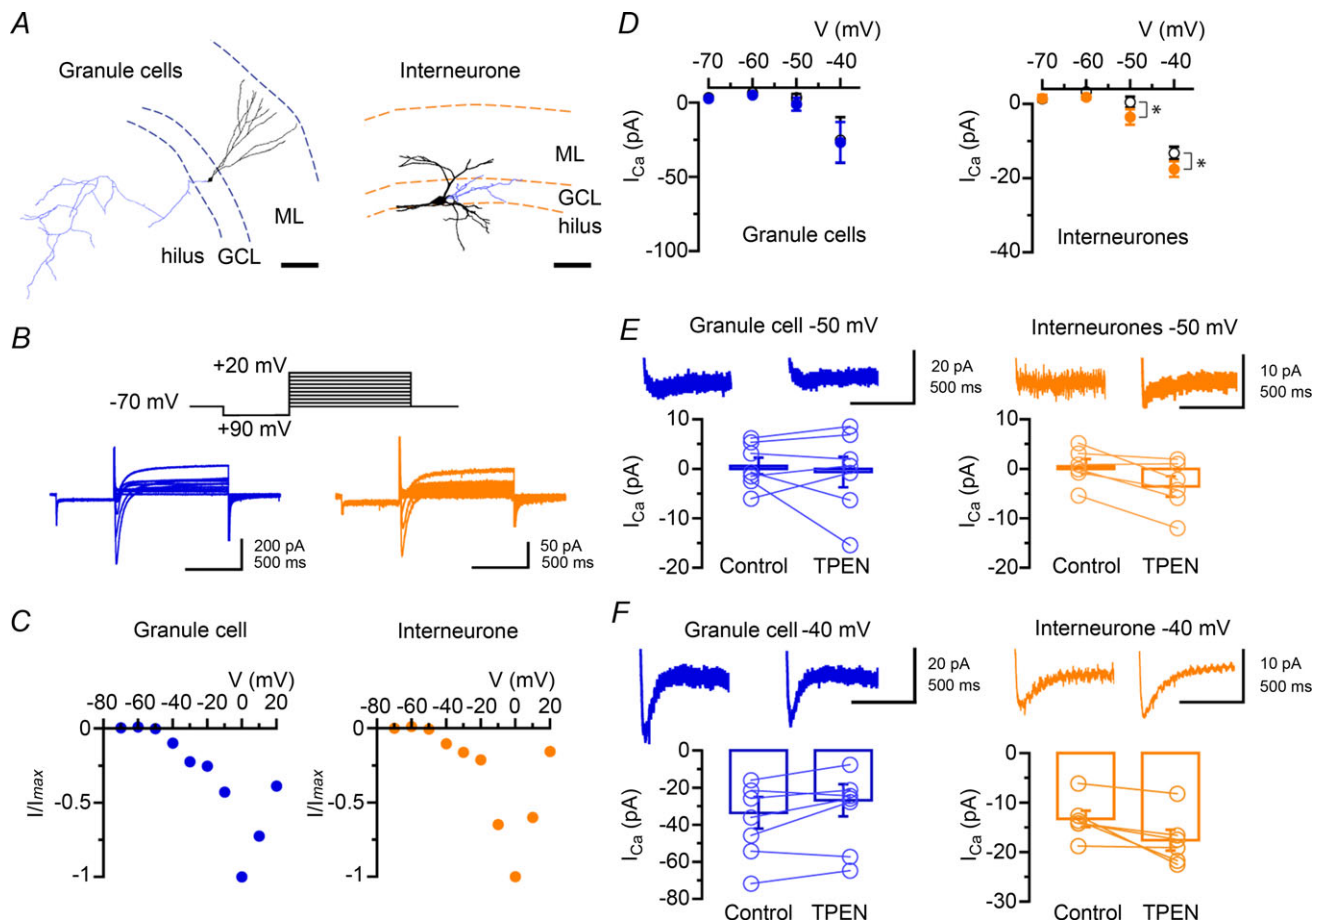 A
Granule cells
Interneurone
ML
GCL
hilus
ML
hilus GCL
B
+20 mV
-70 mV
+90 mV
200 pA
500 ms
50 pA
500 ms
C
Granule cell
Interneurone
V (mV)
-80 -60 -40 -20 0 20
0
-0.5
-1
I/Imax
V (mV)
-80 -60 -40 -20 0 20
0
-0.5
-1
I/Imax
D
V (mV)
-70 -60 -50 -40
0
-50
-100
ICa (pA)
Granule cells
V (mV)
-70 -60 -50 -40
0
-20
-40
ICa (pA)
*
*
Interneurones
E
Granule cell -50 mV
20 pA
500 ms
10
0
-10
-20
ICa (pA)
Control TPEN
Interneurones -50 mV
10 pA
500 ms
10
0
-10
20
ICa (pA)
Control TPEN
F
Granule cell -40 mV
20 pA
500 ms
0
-20
-40
-60
-80
ICa (pA)
Control TPEN
Interneurone -40 mV
10 pA
500 ms
0
-10
-20
-30
ICa (pA)
Control TPEN